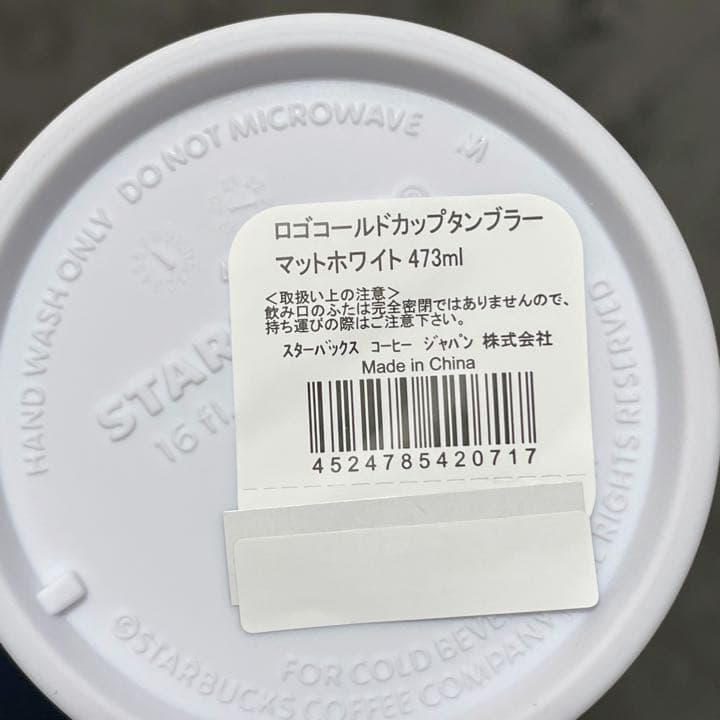 HAND WASH ONLY DO NOT MICROWAVE M
ロゴコールドカップタンブラー
マットホワイト 473ml
<取扱い上の注意>
飲み口のふたは完全密閉ではありませんので、
持ち運びの際はご注意下さい。
スターバックス コーヒー ジャパン 株式会社
Made in China
4524785420717
16 fl.
RIGHTS RESERVED
FOR COLD
©STARBUCKS COFFEE COMPANY